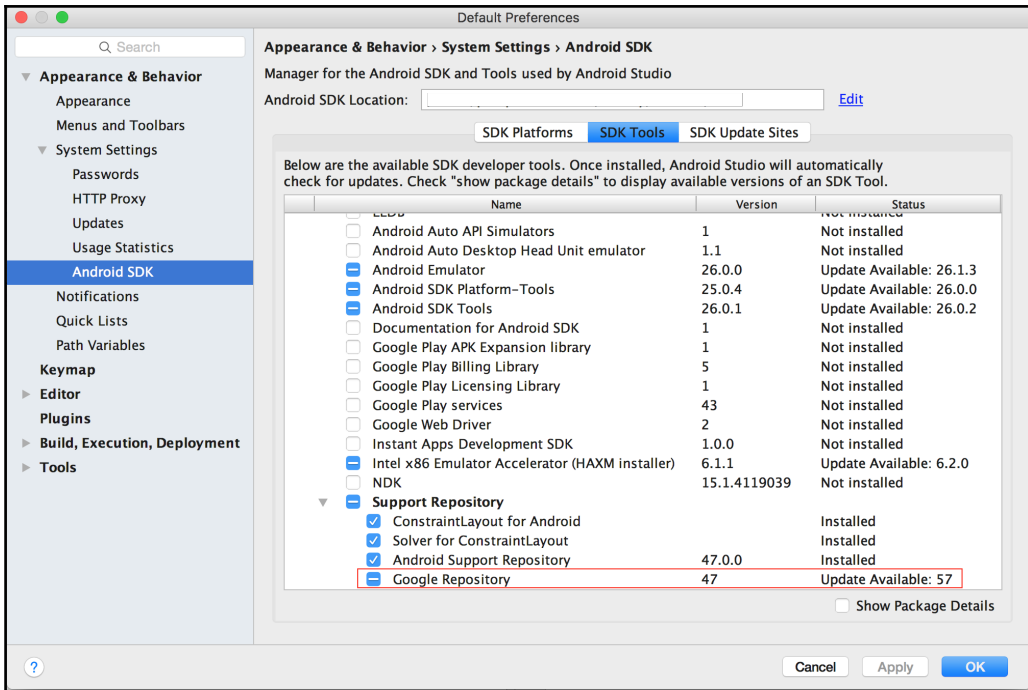 Default Preferences
Search
Appearance & Behavior
Appearance
Menus and Toolbars
System Settings
Passwords
HTTP Proxy
Updates
Usage Statistics
Android SDK
Notifications
Quick Lists
Path Variables
Keymap
Editor
Plugins
Build, Execution, Deployment
Tools
Appearance & Behavior › System Settings › Android SDK
Manager for the Android SDK and Tools used by Android Studio
Android SDK Location: Edit
SDK Platforms SDK Tools SDK Update Sites
Below are the available SDK developer tools. Once installed, Android Studio will automatically
check for updates. Check "show package details" to display available versions of an SDK Tool.
Name Version Status
LLDB Not installed
Android Auto API Simulators 1 Not installed
Android Auto Desktop Head Unit emulator 1.1 Not installed
Android Emulator 26.0.0 Update Available: 26.1.3
Android SDK Platform-Tools 25.0.4 Update Available: 26.0.0
Android SDK Tools 26.0.1 Update Available: 26.0.2
Documentation for Android SDK 1 Not installed
Google Play APK Expansion library 1 Not installed
Google Play Billing Library 5 Not installed
Google Play Licensing Library 1 Not installed
Google Play services 43 Not installed
Google Web Driver 2 Not installed
Instant Apps Development SDK 1.0.0 Not installed
Intel x86 Emulator Accelerator (HAXM installer) 6.1.1 Update Available: 6.2.0
NDK 15.1.4119039 Not installed
Support Repository
ConstraintLayout for Android Installed
Solver for ConstraintLayout Installed
Android Support Repository 47.0.0 Installed
Google Repository 47 Update Available: 57
Show Package Details
? Cancel Apply OK